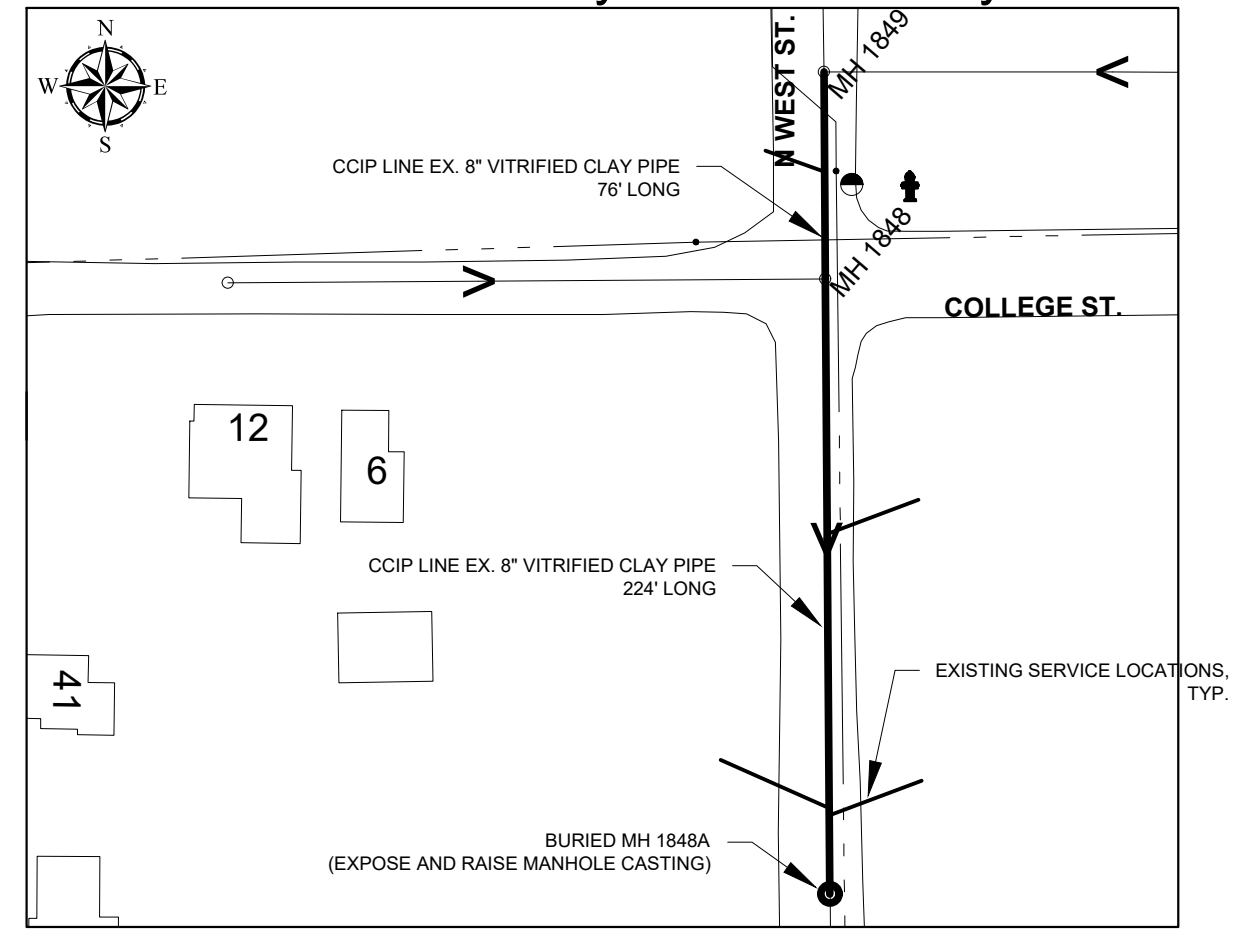 N
W E
S
N WEST ST.
MH 1849
CCIP LINE EX. 8" VITRIFIED CLAY PIPE
76' LONG
MH 1848
COLLEGE ST.
12
6
CCIP LINE EX. 8" VITRIFIED CLAY PIPE
224' LONG
41
EXISTING SERVICE LOCATIONS,
TYP.
BURIED MH 1848A
(EXPOSE AND RAISE MANHOLE CASTING)